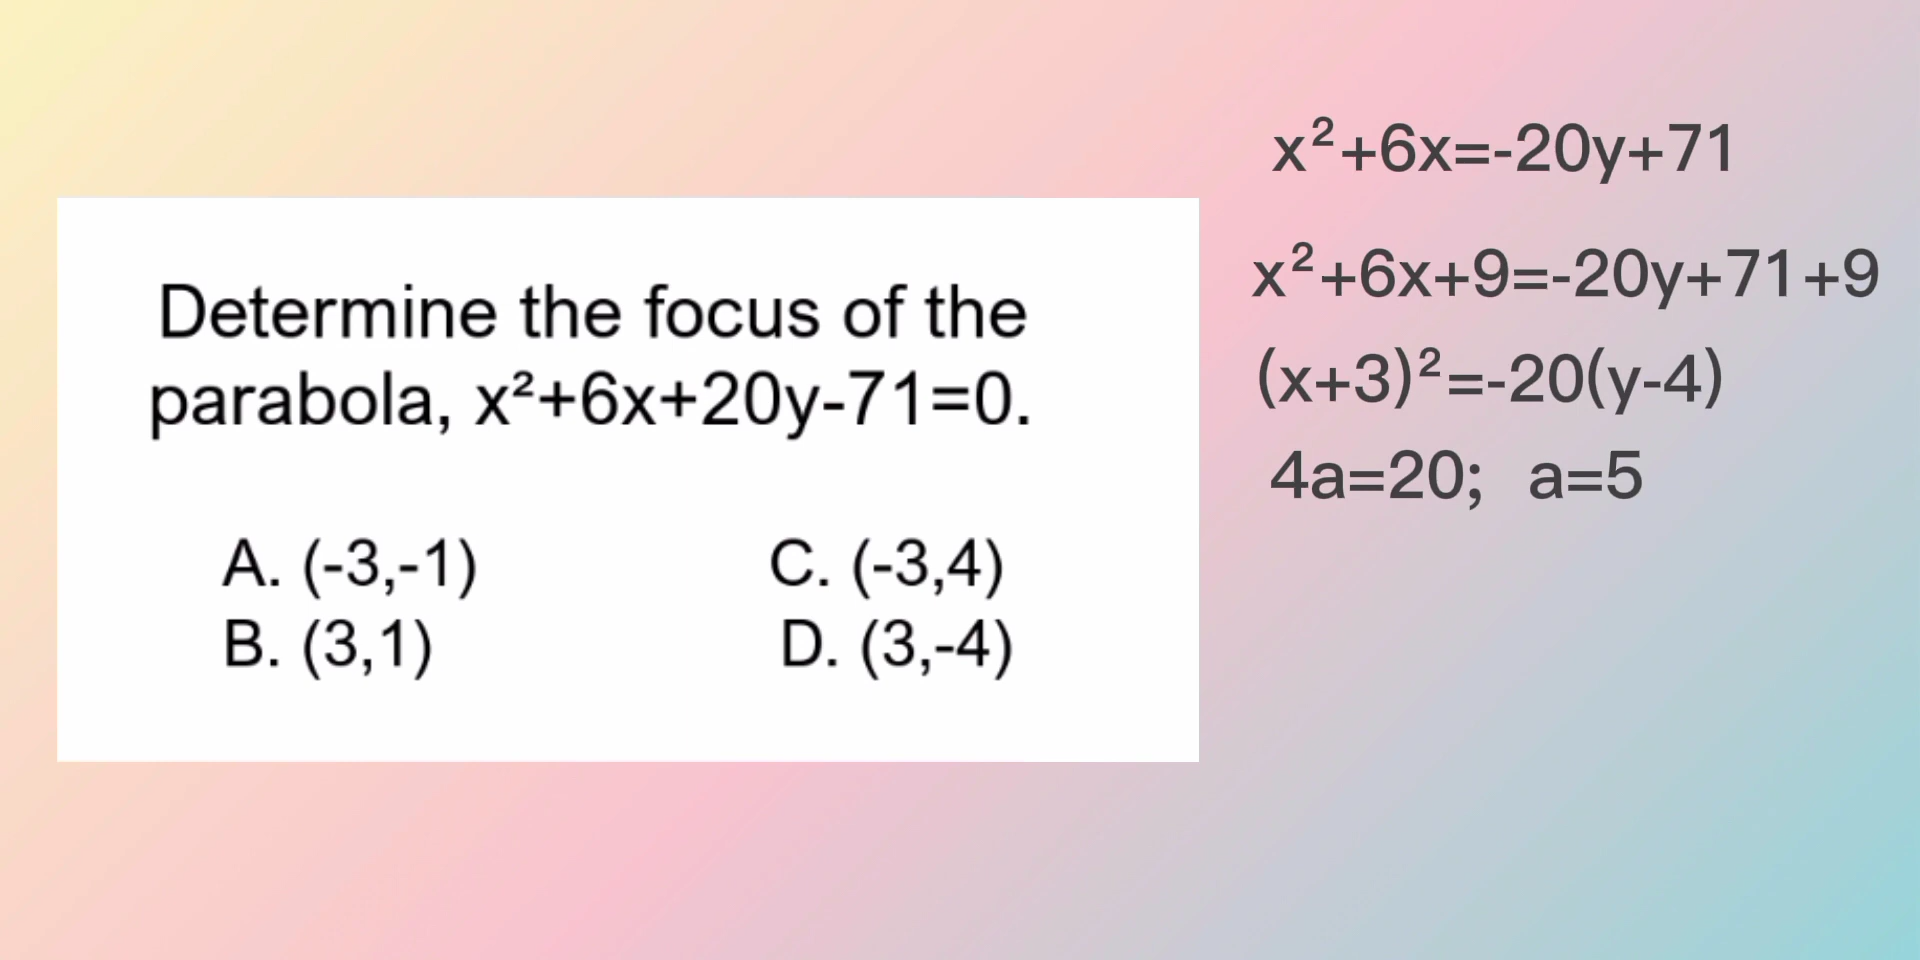 Determine the focus of the
parabola, x²+6x+20y-71=0.
A. (-3,-1)
C. (-3,4)
B. (3,1)
D. (3,-4)
x²+6x=-20y+71
x²+6x+9=-20y+71+9
(x+3)²=-20(y-4)
4a=20; a=5